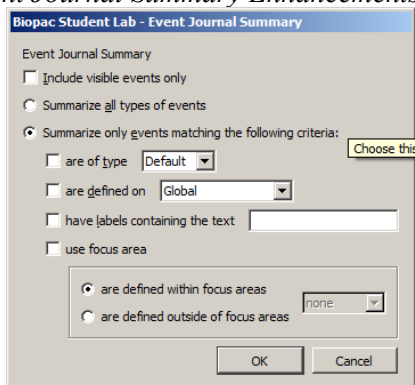 nt Journal Summary Enhancements
Biopac Student Lab - Event Journal Summary
Event Journal Summary
Include visible events only
Summarize all types of events
Summarize only events matching the following criteria:
Choose this
are of type Default
are defined on Global
have labels containing the text
use focus area
are defined within focus areas
none
are defined outside of focus areas
OK Cancel